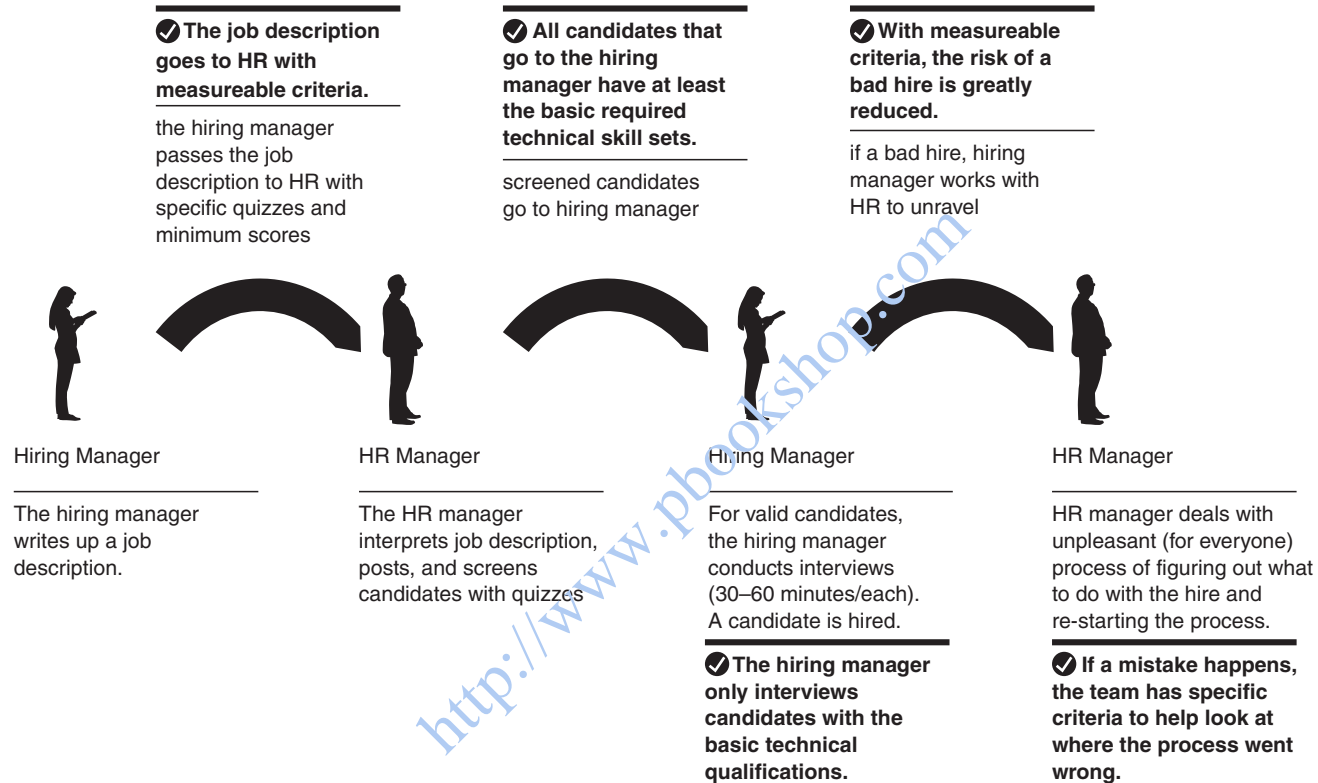 The job description
goes to HR with
measureable criteria.
the hiring manager
passes the job
description to HR with
specific quizzes and
minimum scores
All candidates that
go to the hiring
manager have at least
the basic required
technical skill sets.
screened candidates
go to hiring manager
With measureable
criteria, the risk of a
bad hire is greatly
reduced.
if a bad hire, hiring
manager works with
HR to unravel
Hiring Manager
The hiring manager
writes up a job
description.
HR Manager
The HR manager
interprets job description,
posts, and screens
candidates with quizzes
Hiring Manager
For valid candidates,
the hiring manager
conducts interviews
(30–60 minutes/each).
A candidate is hired.
The hiring manager
only interviews
candidates with the
basic technical
qualifications.
HR Manager
HR manager deals with
unpleasant (for everyone)
process of figuring out what
to do with the hire and
re-starting the process.
If a mistake happens,
the team has specific
criteria to help look at
where the process went
wrong.
http://www.pbookshop.com